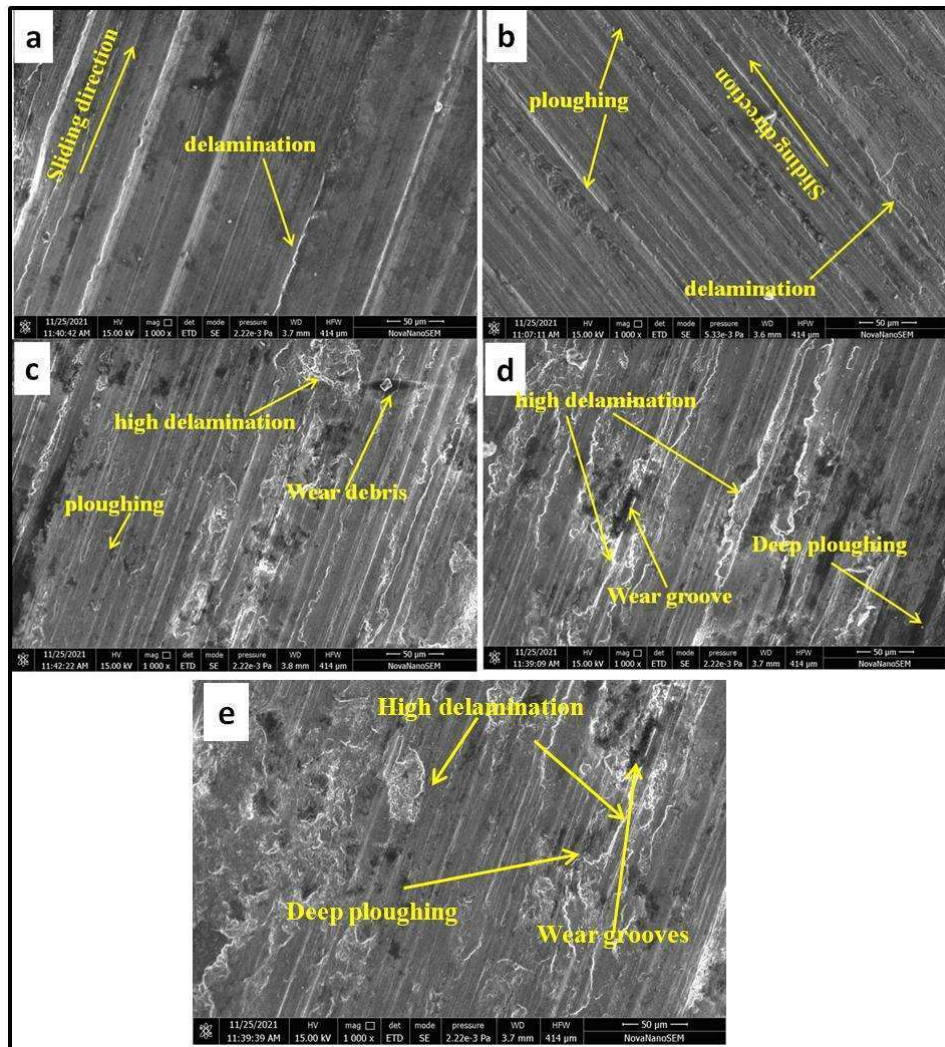 a
Sliding direction
delamination
11/25/2021 HV mag det mode pressure WD HFW 50 µm
11:40:42 AM 15.00 kV 1 000 x ETD SE 2.22e-3 Pa 3.7 mm 414 µm NovaNanoSEM
b
ploughing
Sliding direction
delamination
11/25/2021 HV mag det mode pressure WD HFW 50 µm
11:07:11 AM 15.00 kV 1 000 x ETD SE 5.33e-3 Pa 3.6 mm 414 µm NovaNanoSEM
c
high delamination
Wear debris
ploughing
11/25/2021 HV mag det mode pressure WD HFW 50 µm
11:42:22 AM 15.00 kV 1 000 x ETD SE 2.22e-3 Pa 3.8 mm 414 µm NovaNanoSEM
d
high delamination
Deep ploughing
Wear groove
11/25/2021 HV mag det mode pressure WD HFW 50 µm
11:39:09 AM 15.00 kV 1 000 x ETD SE 2.22e-3 Pa 3.7 mm 414 µm NovaNanoSEM
e
High delamination
Deep ploughing
Wear grooves
11/25/2021 HV mag det mode pressure WD HFW 50 µm
11:39:39 AM 15.00 kV 1 000 x ETD SE 2.22e-3 Pa 3.7 mm 414 µm NovaNanoSEM